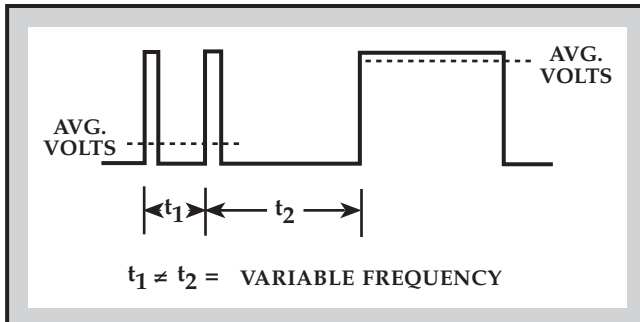 AVG.
VOLTS
AVG.
VOLTS
t1
t2
t1 ≠ t2 = VARIABLE FREQUENCY